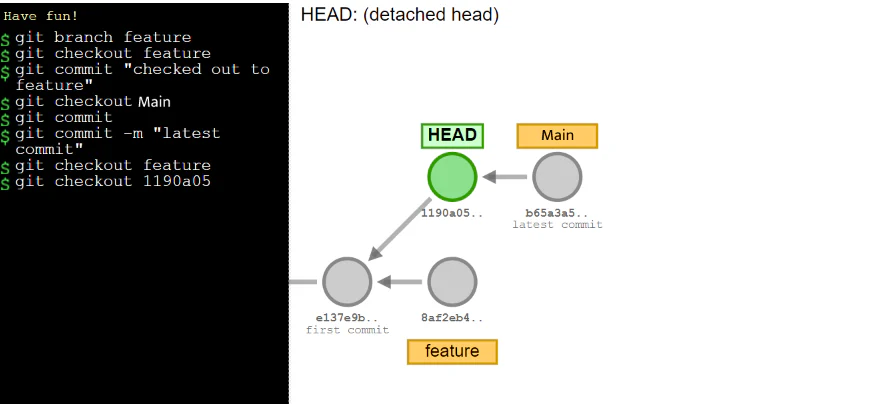 Have fun!
$ git branch feature
$ git checkout feature
$ git commit "checked out to
feature"
$ git checkout Main
$ git commit
$ git commit -m "latest
commit"
$ git checkout feature
$ git checkout 1190a05
HEAD: (detached head)
HEAD
Main
1190a05..
b65a3a5..
latest commit
e137e9b..
first commit
8af2eb4..
feature